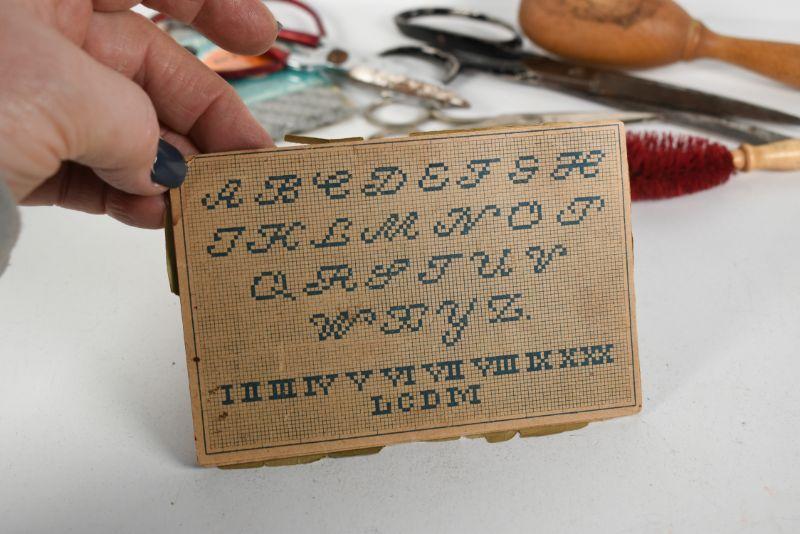 A B C D E F G H
I K L M N O P
Q R S T U V
W X Y Z.
I II III IV V VI VII VIII IX X XX
L C D M